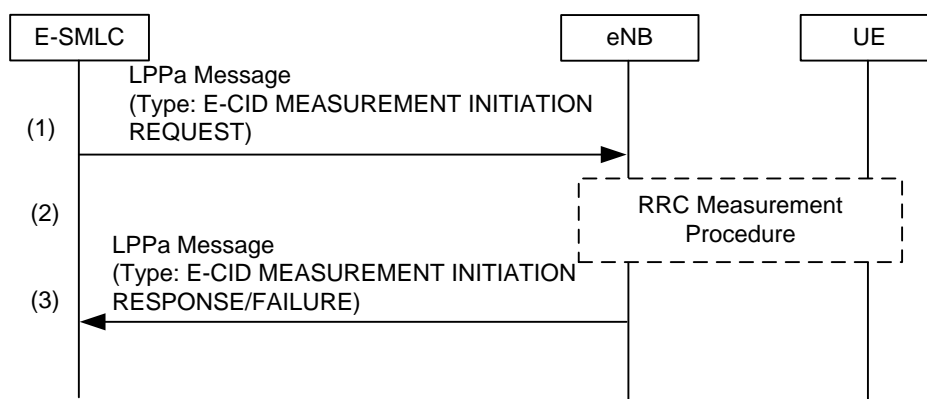 E-SMLC
eNB
UE
LPPa Message
(Type: E-CID MEASUREMENT INITIATION
REQUEST)
(1)
RRC Measurement
Procedure
(2)
LPPa Message
(Type: E-CID MEASUREMENT INITIATION
RESPONSE/FAILURE)
(3)